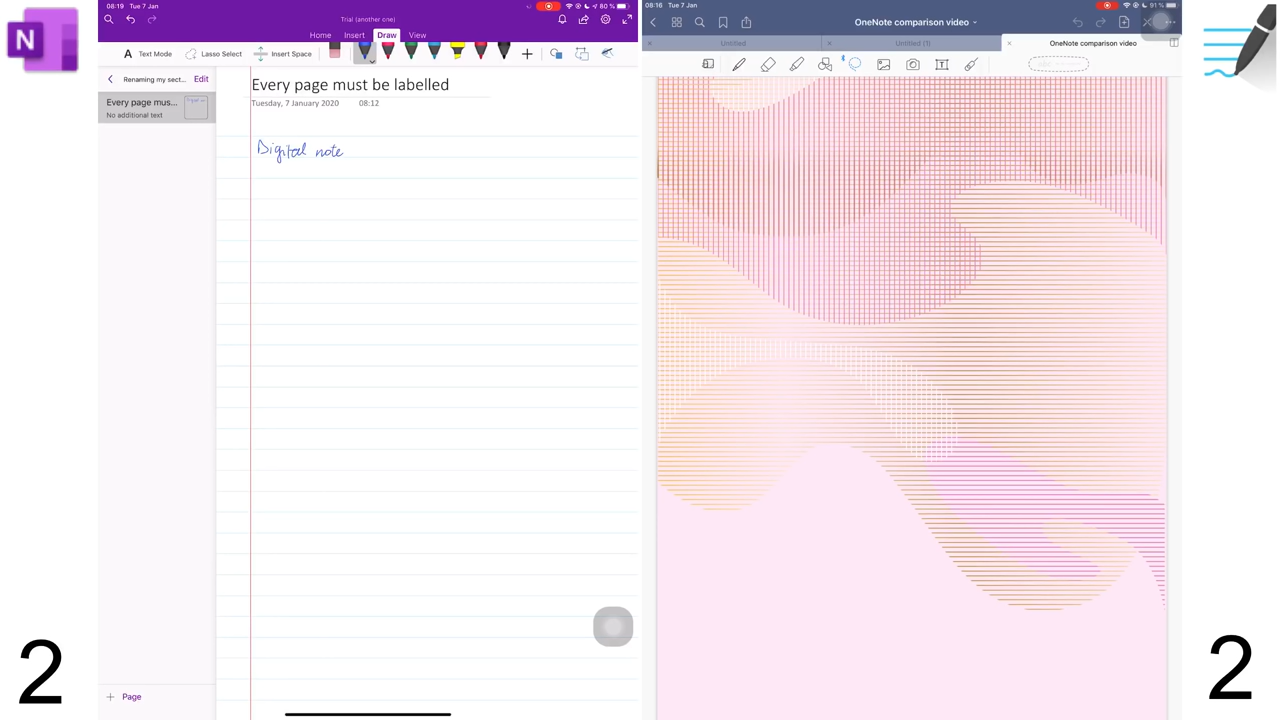 N
08:19 Tue 7 Jan
80 %
Trial (another one)
Home Insert Draw View
A Text Mode Lasso Select Insert Space
Renaming my sect... Edit
Every page mus...
No additional text
Every page must be labelled
Tuesday, 7 January 2020 08:12
Digital note
+ Page
2
08:16 Tue 7 Jan
91 %
OneNote comparison video
Untitled
Untitled (1)
OneNote comparison video
2